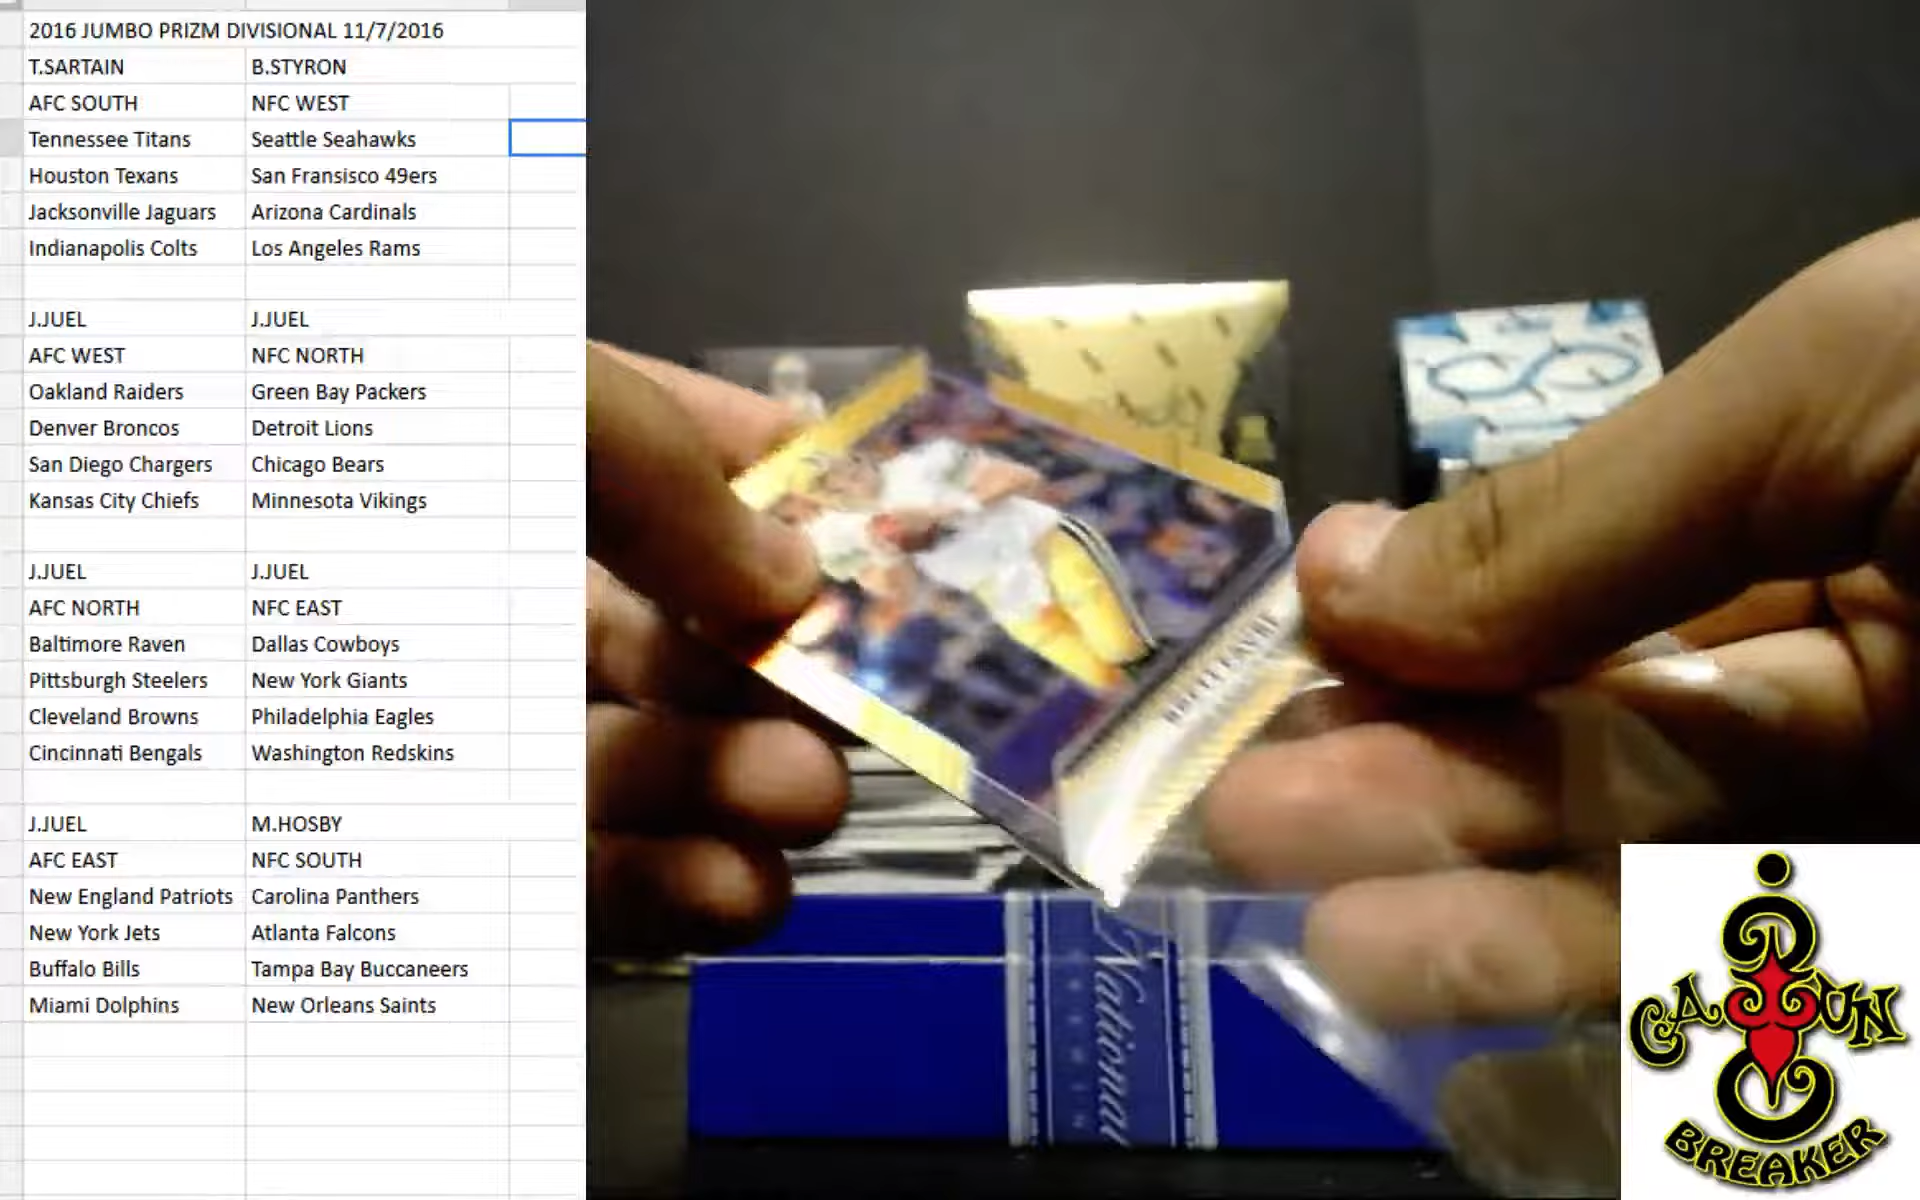 2016 JUMBO PRIZM DIVISIONAL 11/7/2016
T.SARTAIN B.STYRON
AFC SOUTH NFC WEST
Tennessee Titans Seattle Seahawks
Houston Texans San Fransisco 49ers
Jacksonville Jaguars Arizona Cardinals
Indianapolis Colts Los Angeles Rams
J.JUEL J.JUEL
AFC WEST NFC NORTH
Oakland Raiders Green Bay Packers
Denver Broncos Detroit Lions
San Diego Chargers Chicago Bears
Kansas City Chiefs Minnesota Vikings
J.JUEL J.JUEL
AFC NORTH NFC EAST
Baltimore Raven Dallas Cowboys
Pittsburgh Steelers New York Giants
Cleveland Browns Philadelphia Eagles
Cincinnati Bengals Washington Redskins
J.JUEL M.HOSBY
AFC EAST NFC SOUTH
New England Patriots Carolina Panthers
New York Jets Atlanta Falcons
Buffalo Bills Tampa Bay Buccaneers
Miami Dolphins New Orleans Saints
BRETT FAVRE
National
CAJUN
BREAKER